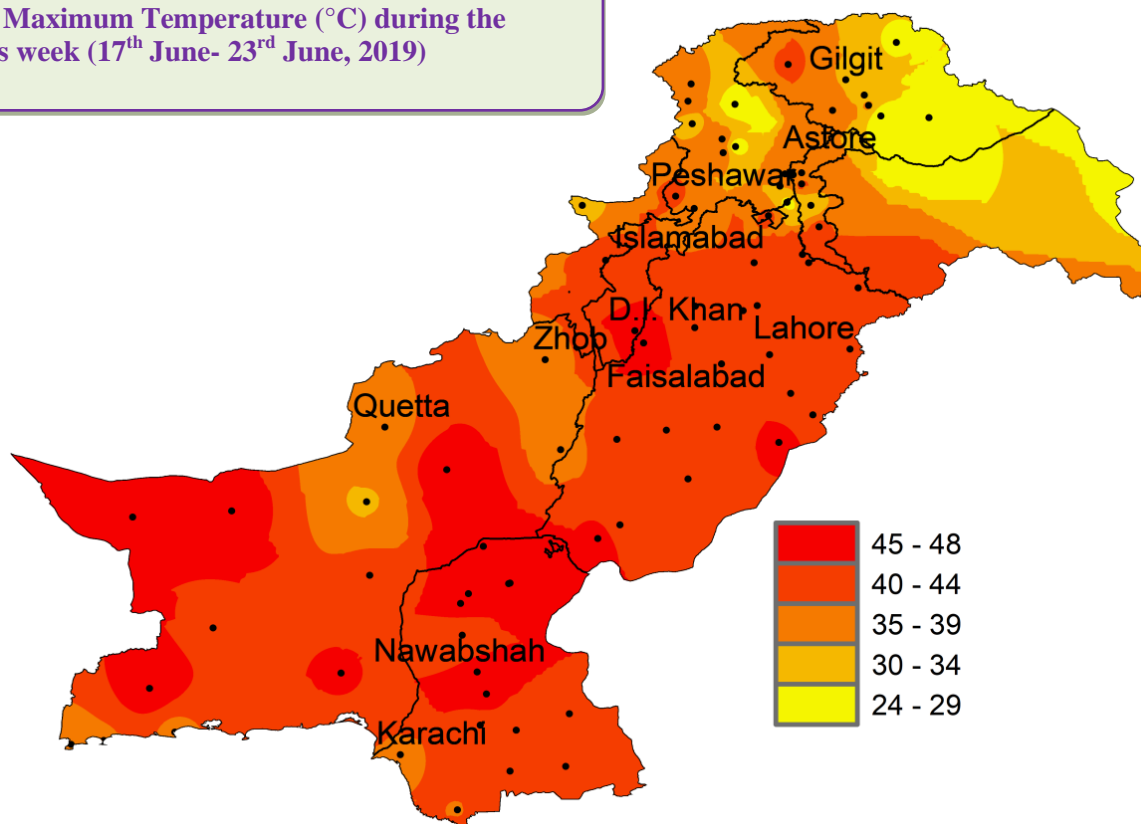 Maximum Temperature (°C) during the
week (17th June- 23rd June, 2019)
Gilgit
Astore
Peshawar
Islamabad
D.I. Khan
Zhob
Lahore
Faisalabad
Quetta
Nawabshah
Karachi
45 - 48
40 - 44
35 - 39
30 - 34
24 - 29